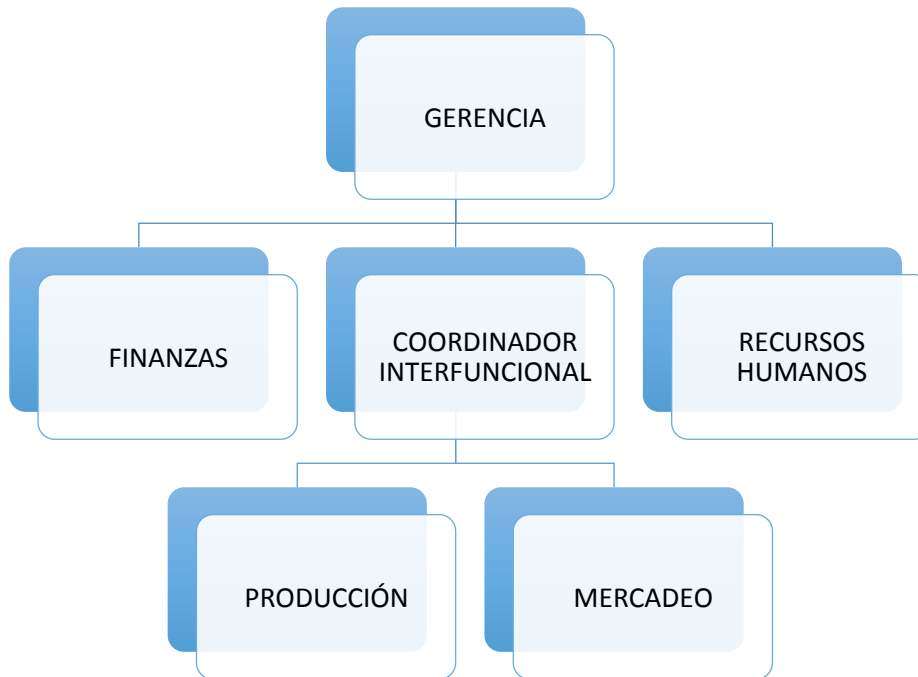 GERENCIA
FINANZAS
COORDINADOR
INTERFUNCIONAL
RECURSOS
HUMANOS
PRODUCCIÓN
MERCADEO